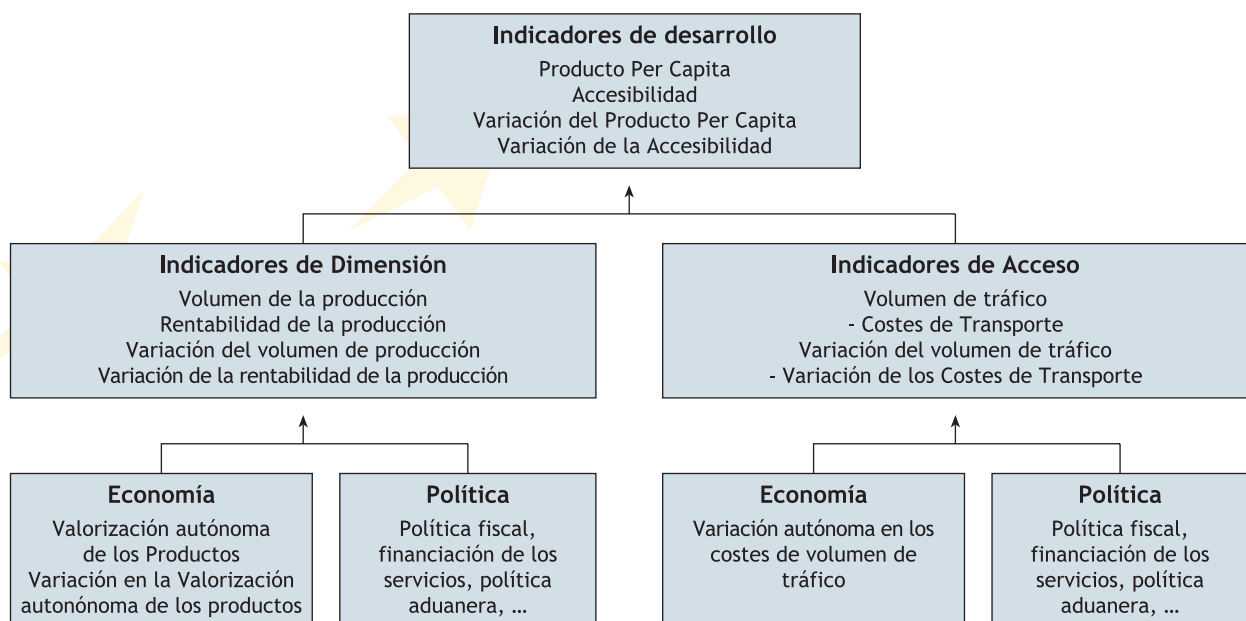 Indicadores de desarrollo
Producto Per Capita
Accesibilidad
Variación del Producto Per Capita
Variación de la Accesibilidad
Indicadores de Dimensión
Volumen de la producción
Rentabilidad de la producción
Variación del volumen de producción
Variación de la rentabilidad de la producción
Indicadores de Acceso
Volumen de tráfico
- Costes de Transporte
Variación del volumen de tráfico
- Variación de los Costes de Transporte
Economía
Valorización autónoma
de los Productos
Variación en la Valorización
autonónoma de los productos
Política
Política fiscal,
financiación de los
servicios, política
aduanera, ...
Economía
Variación autónoma en los
costes de volumen de
tráfico
Política
Política fiscal,
financiación de los
servicios, política
aduanera, ...